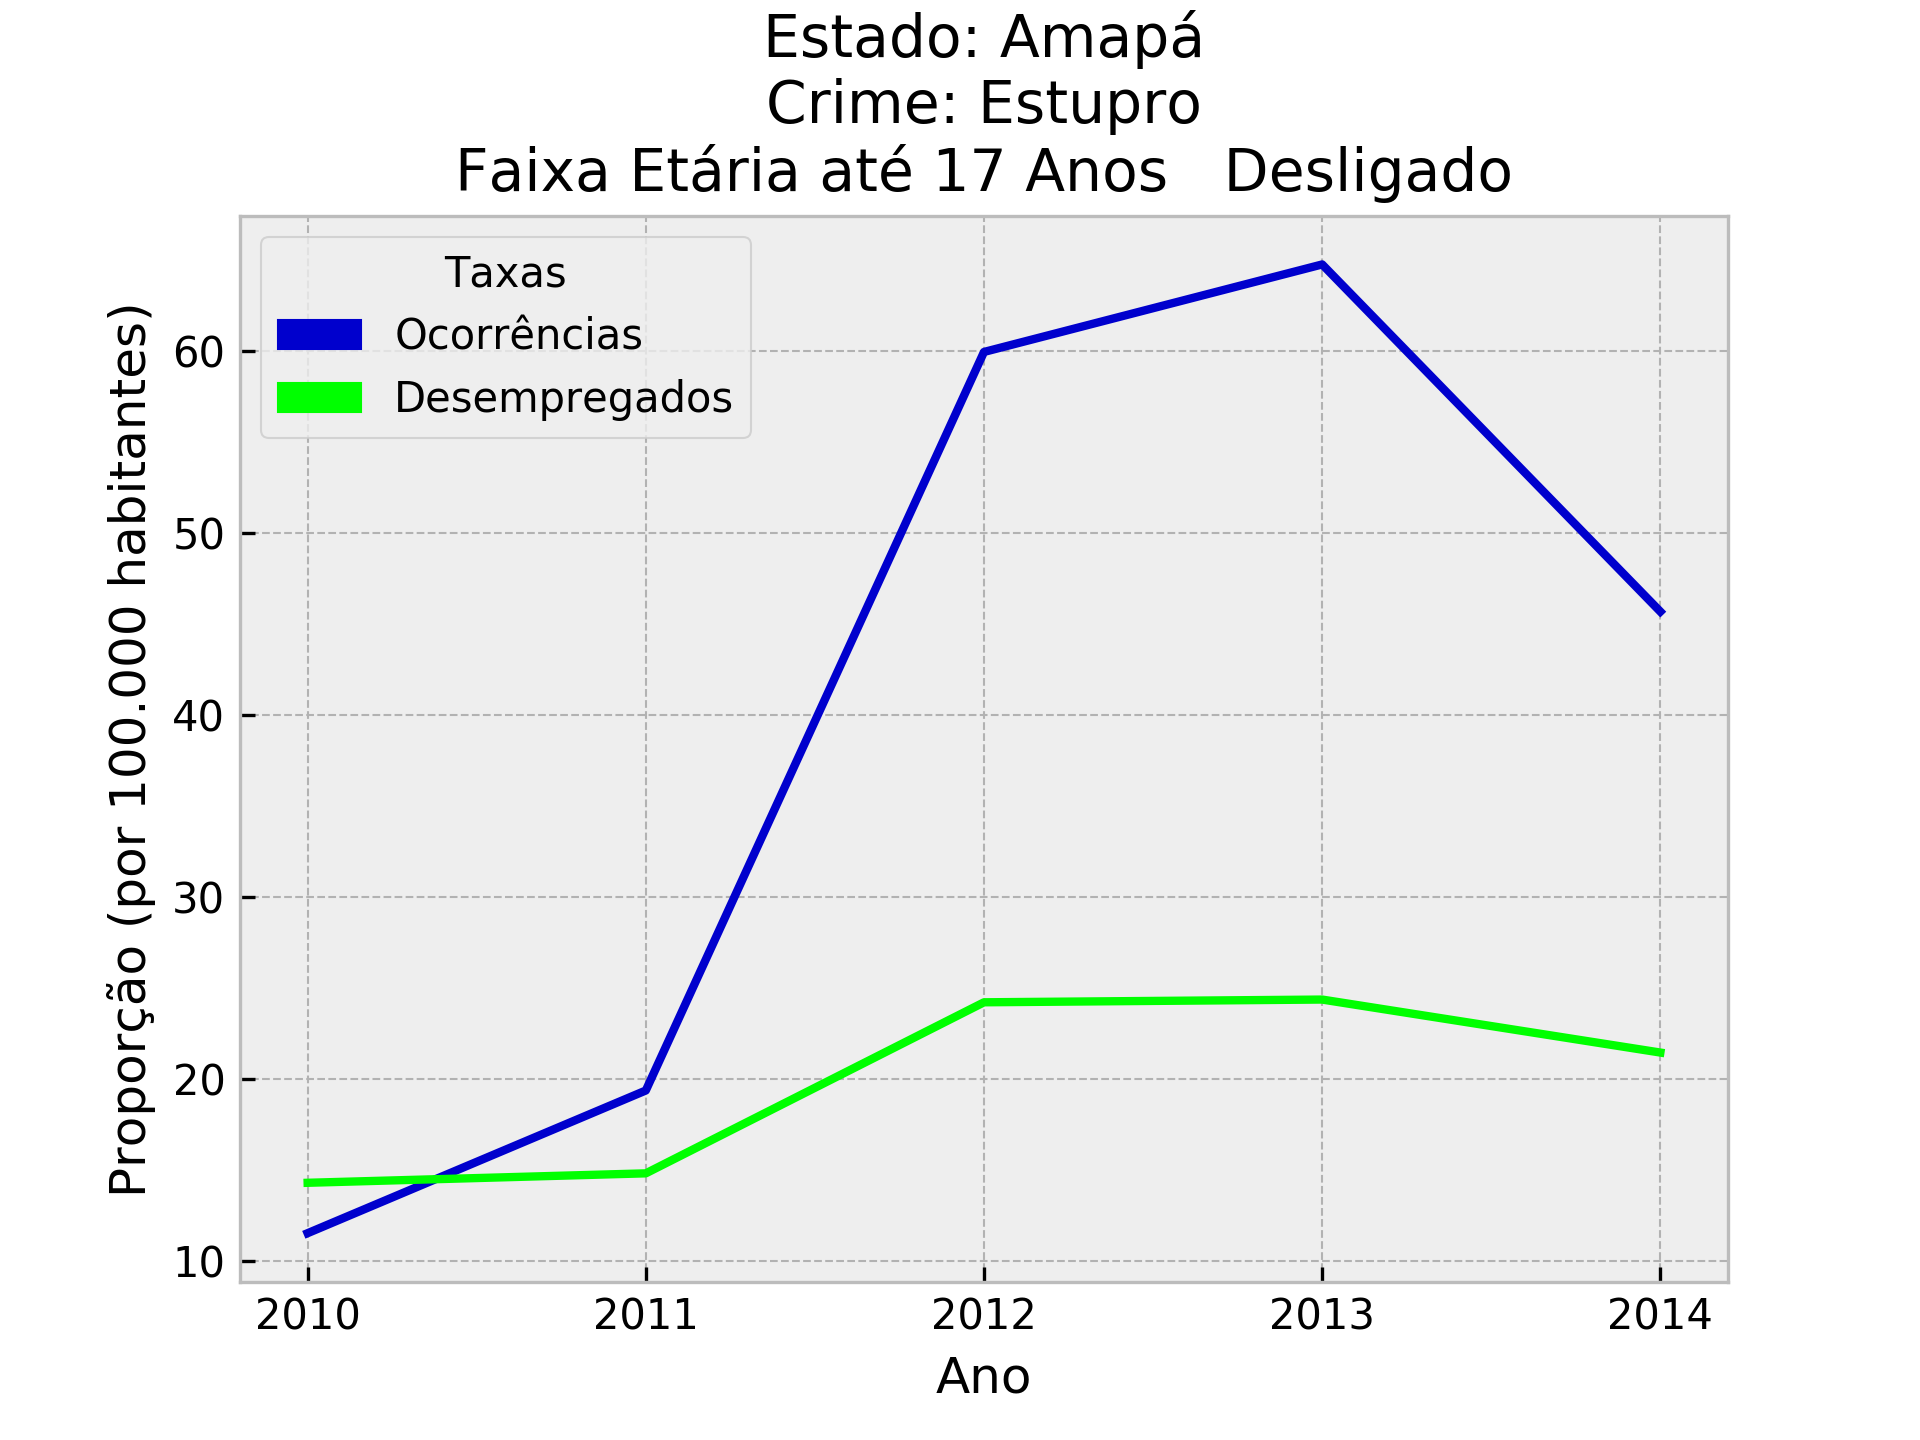 Estado: Amapá
Crime: Estupro
Faixa Etária até 17 Anos   Desligado
Taxas
Ocorrências
Desempregados
Proporção (por 100.000 habitantes)
60
50
40
30
20
10
2010 2011 2012 2013 2014
Ano